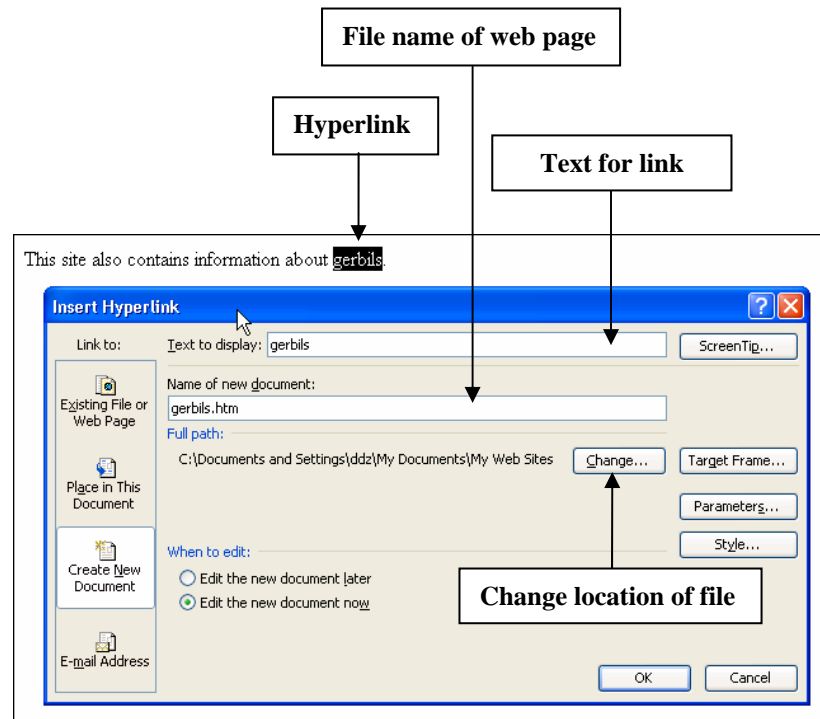 File name of web page
Hyperlink
Text for link
This site also contains information about gerbils.
Insert Hyperlink
Link to:
Text to display: gerbils
ScreenTip...
Existing File or
Web Page
Name of new document:
gerbils.htm
Full path:
C:\Documents and Settings\ddz\My Documents\My Web Sites
Change...
Target Frame...
Place in This
Document
Parameters...
Style...
Create New
Document
When to edit:
Edit the new document later
Edit the new document now
Change location of file
E-mail Address
OK
Cancel